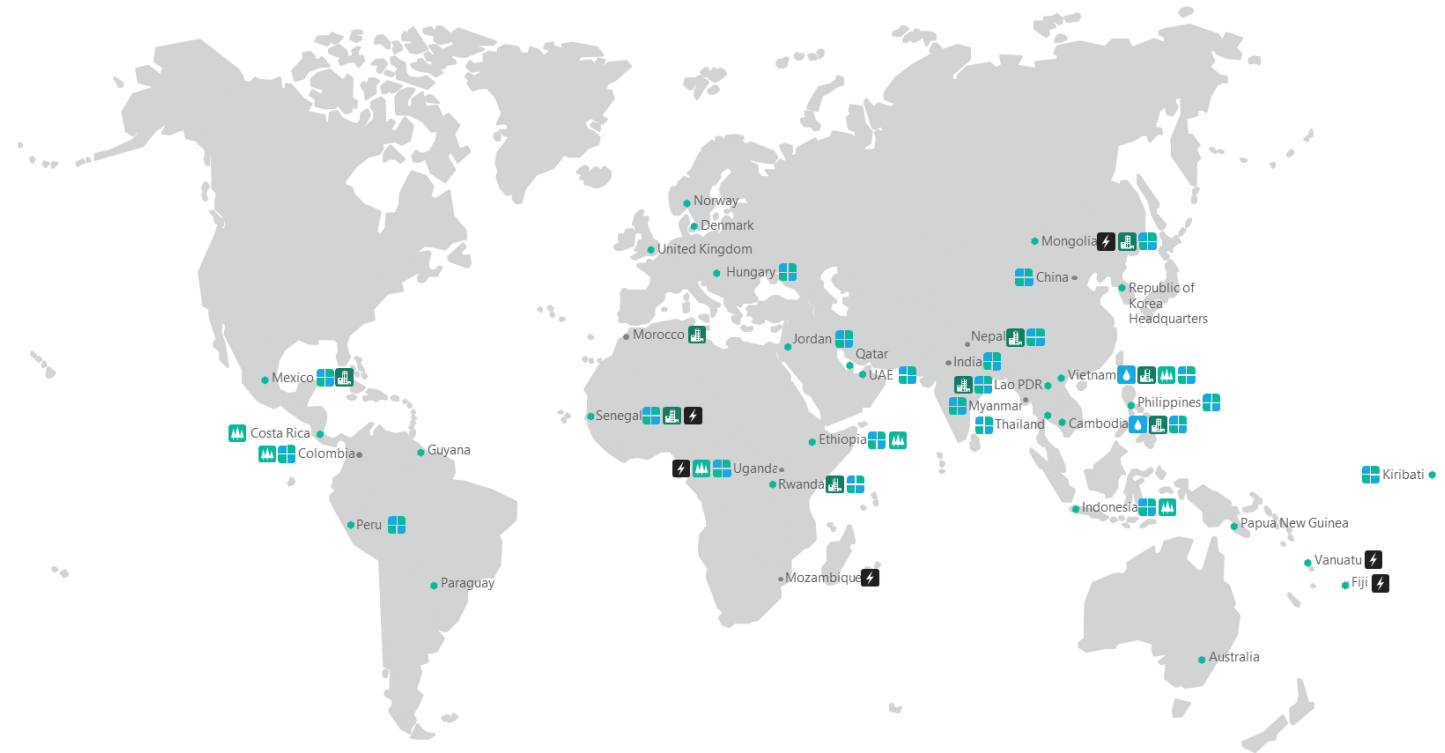 Norway
Denmark
United Kingdom
Hungary
Mongolia
China
Republic of
Korea
Headquarters
Morocco
Jordan
Qatar
UAE
Nepal
India
Lao PDR
Vietnam
Myanmar
Philippines
Thailand
Cambodia
Mexico
Senegal
Costa Rica
Colombia
Guyana
Ethiopia
Uganda
Rwanda
Kiribati
Indonesia
Papua New Guinea
Peru
Vanuatu
Mozambique
Fiji
Paraguay
Australia